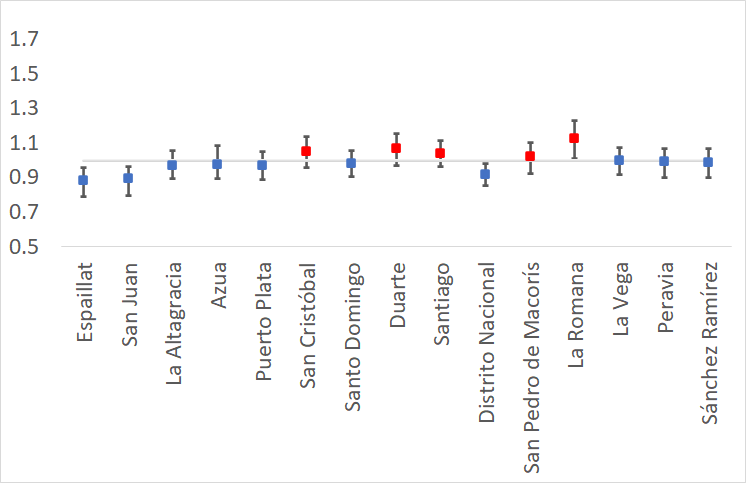 1.7
1.5
1.3
1.1
0.9
0.7
0.5
Espaillat
San Juan
La Altagracia
Azua
Puerto Plata
San Cristóbal
Santo Domingo
Duarte
Santiago
Distrito Nacional
San Pedro de Macorís
La Romana
La Vega
Peravia
Sánchez Ramírez